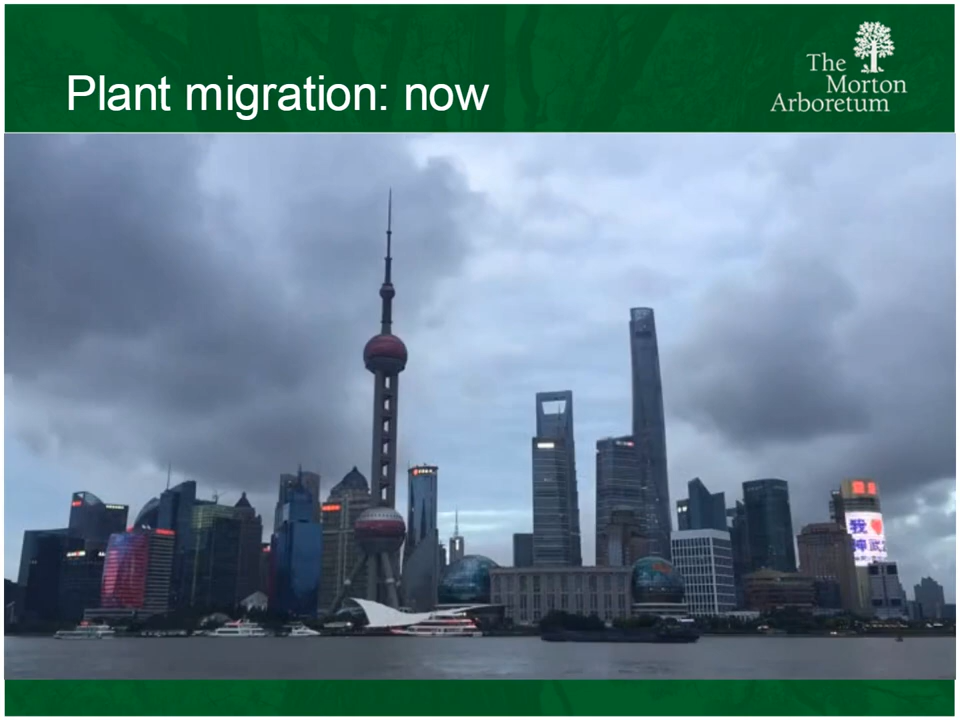 Plant migration: now
The
Morton
Arboretum
我
神武